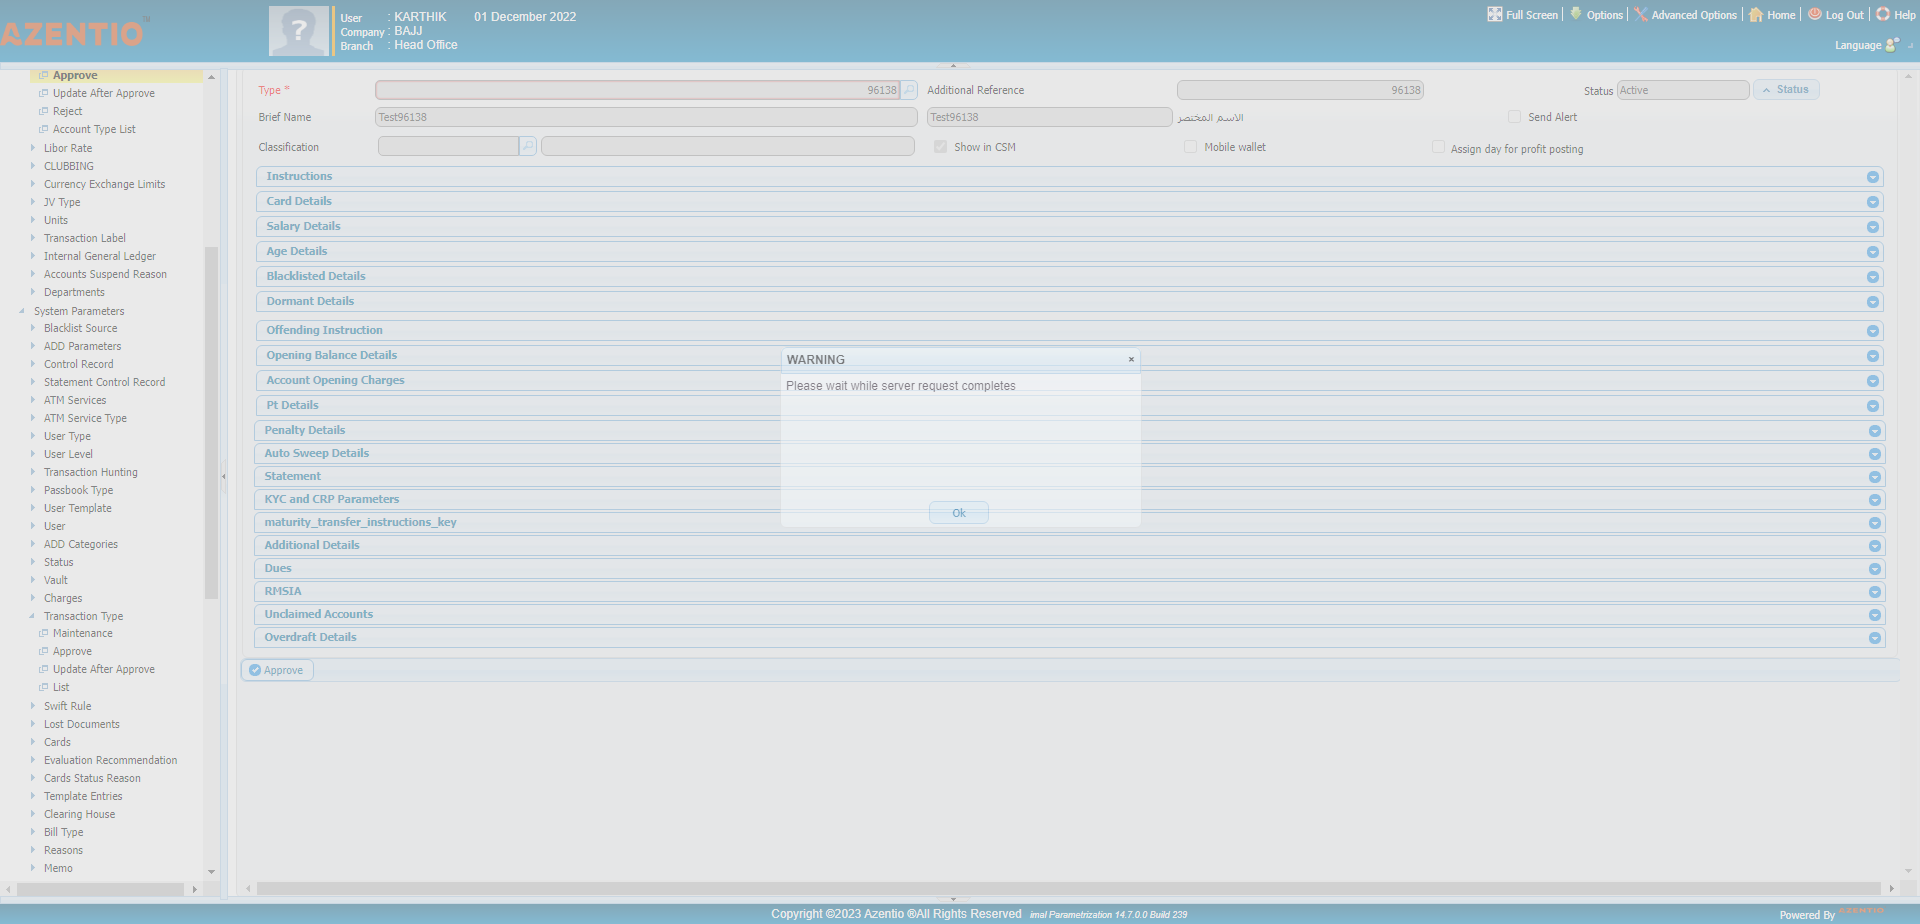 AZENTIO
TM
User : KARTHIK 01 December 2022
Company : BAJJ
Branch : Head Office
Full Screen Options Advanced Options Home Log Out Help
Language
Approve
Update After Approve
Reject
Account Type List
Libor Rate
CLUBBING
Currency Exchange Limits
JV Type
Units
Transaction Label
Internal General Ledger
Accounts Suspend Reason
Departments
System Parameters
Blacklist Source
ADD Parameters
Control Record
Statement Control Record
ATM Services
ATM Service Type
User Type
User Level
Transaction Hunting
Passbook Type
User Template
User
ADD Categories
Status
Vault
Charges
Transaction Type
Maintenance
Approve
Update After Approve
List
Swift Rule
Lost Documents
Cards
Evaluation Recommendation
Cards Status Reason
Template Entries
Clearing House
Bill Type
Reasons
Memo
Type * 96138 Additional Reference 96138 Status Active Status
Brief Name Test96138 Test96138 الاسم المختصر Send Alert
Classification Show in CSM Mobile wallet Assign day for profit posting
Instructions
Card Details
Salary Details
Age Details
Blacklisted Details
Dormant Details
Offending Instruction
Opening Balance Details
Account Opening Charges
Pt Details
Penalty Details
Auto Sweep Details
Statement
KYC and CRP Parameters
maturity_transfer_instructions_key
Additional Details
Dues
RMSIA
Unclaimed Accounts
Overdraft Details
Approve
WARNING ×
Please wait while server request completes
Ok
Copyright ©2023 Azentio ®All Rights Reserved imal Parametrization 14.7.0.0 Build 239
Powered By AZENTIO